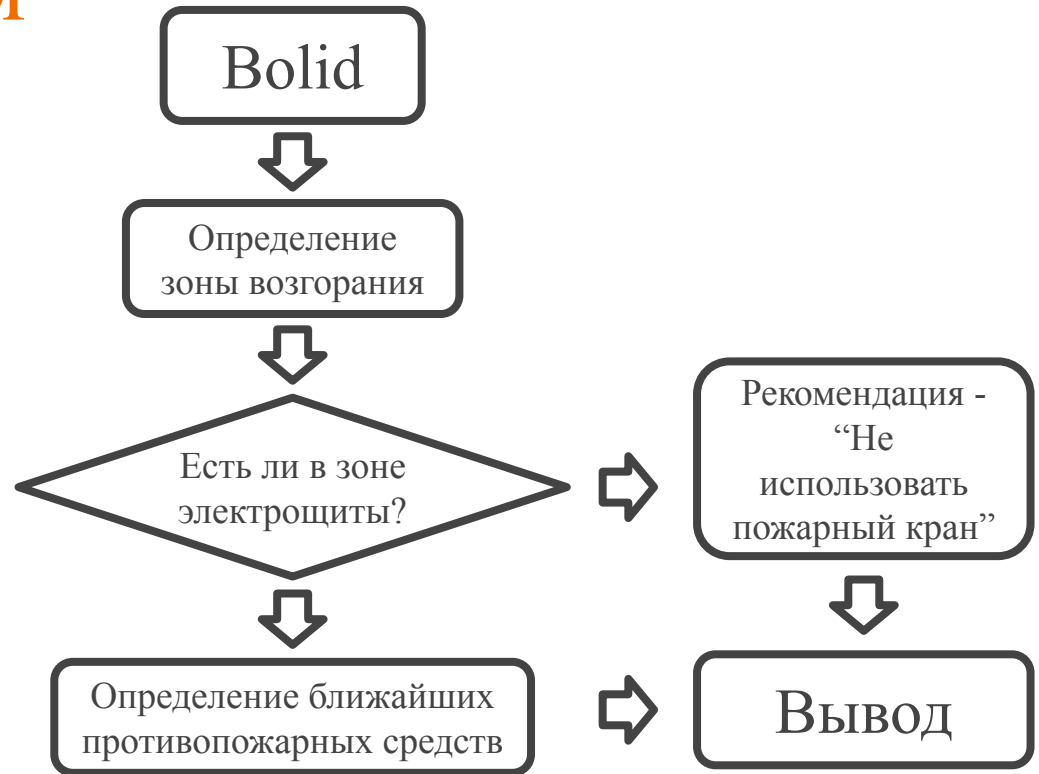 Bolid
Определение
зоны возгорания
Есть ли в зоне
электрощиты?
Рекомендация -
“Не
использовать
пожарный кран”
Определение ближайших
противопожарных средств
Вывод